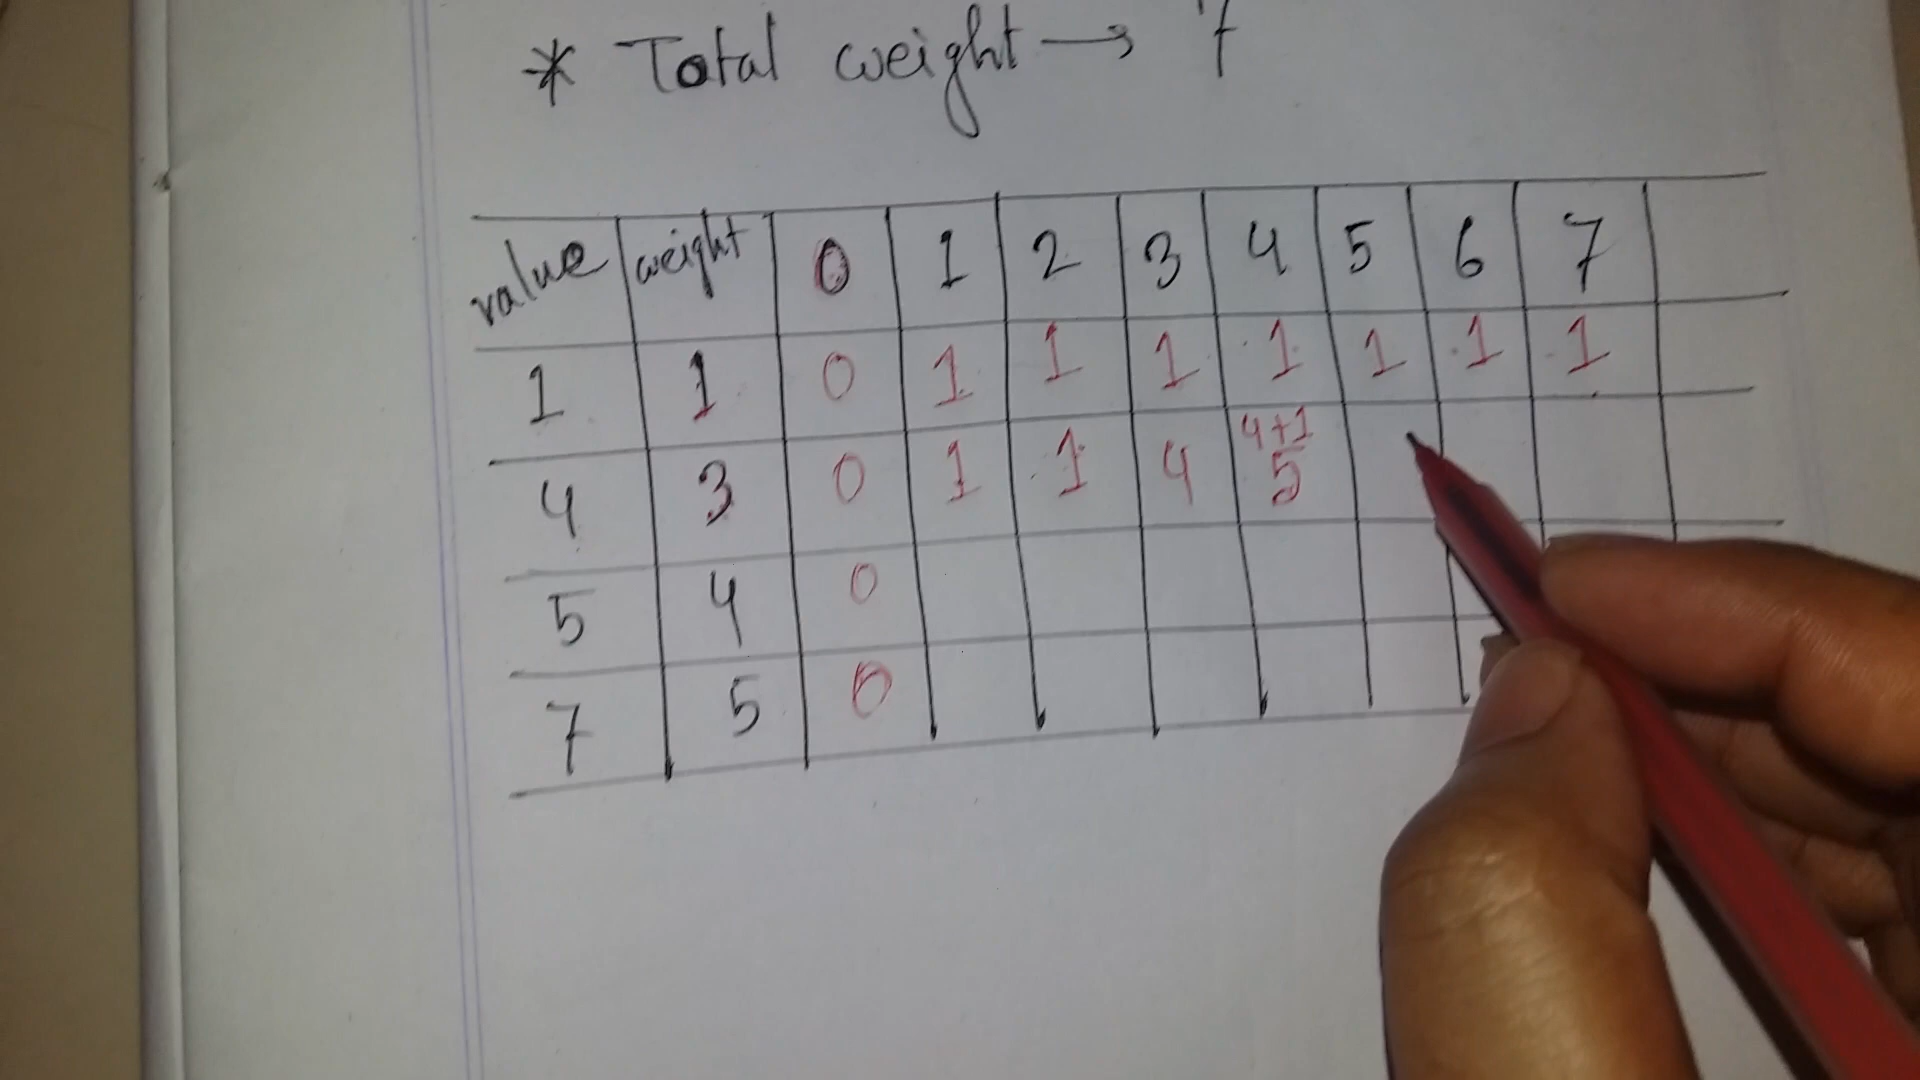 * Total weight → 7
value weight 0 1 2 3 4 5 6 7
1 1 0 1 1 1 1 1 1 1
4+1
4 3 0 1 1 4 5
5 4 0
7 5 0